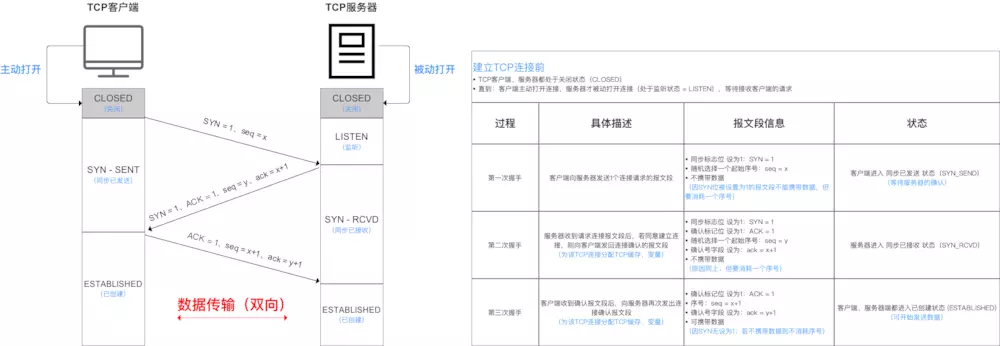 TCP客户端
TCP服务器
主动打开
被动打开
CLOSED
(关闭)
CLOSED
(关闭)
SYN = 1、seq = x
LISTEN
(监听)
SYN - SENT
(同步已发送)
SYN = 1、ACK = 1、seq = y、ack = x+1
SYN - RCVD
(同步已接收)
ACK = 1、seq = x+1、ack = y+1
ESTABLISHED
(已创建)
数据传输（双向）
ESTABLISHED
(已创建)
建立TCP连接前
• TCP客户端、服务器都处于关闭状态（CLOSED）
• 直到：客户端主动打开连接，服务器才被动打开连接（处于监听状态 = LISTEN），等待接收客户端的请求
过程
具体描述
报文段信息
状态
第一次握手
客户端向服务器发送1个连接请求的报文段
• 同步标志位 设为1：SYN = 1
• 随机选择一个起始序号：seq = x
• 不携带数据
（因SYN位被设置为1的报文段不能携带数据，但
要消耗一个序号）
客户端进入 同步已发送 状态（SYN_SEND）
（等待服务器的确认）
第二次握手
服务器收到请求连接报文段后，若同意建立连
接，则向客户端发回连接确认的报文段
（为该TCP连接分配TCP缓存、变量）
• 同步标志位 设为1：SYN = 1
• 确认标记位 设为1：ACK = 1
• 随机选择一个起始序号：seq = y
• 确认号字段 设为：ack = x+1
• 不携带数据
（原因同上，但要消耗一个序号）
服务器进入 同步已接收 状态（SYN_RCVD）
第三次握手
客户端收到确认报文段后，向服务器再次发出连
接确认报文段
（为该TCP连接分配TCP缓存、变量）
• 确认标记位 设为1：ACK = 1
• 序号：seq = x+1
• 确认号字段 设为：ack = y+1
• 可携带数据
（因SYN无设为1；若不携带数据则不消耗序号）
客户端、服务器端都进入已创建状态 (ESTABLISHED)
（可开始发送数据）